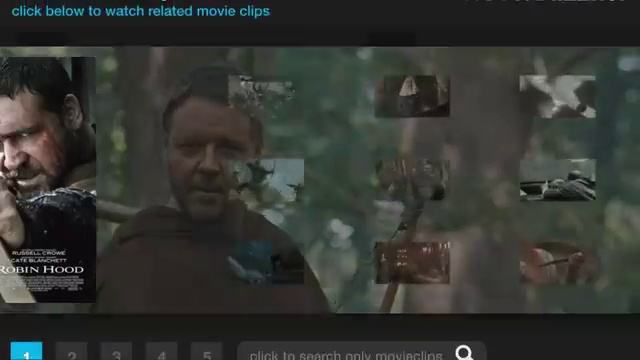 click below to watch related movie clips
RUSSELL CROWE
CATE BLANCHETT
ROBIN HOOD
1 2 3 4 5 click to search only movieclips